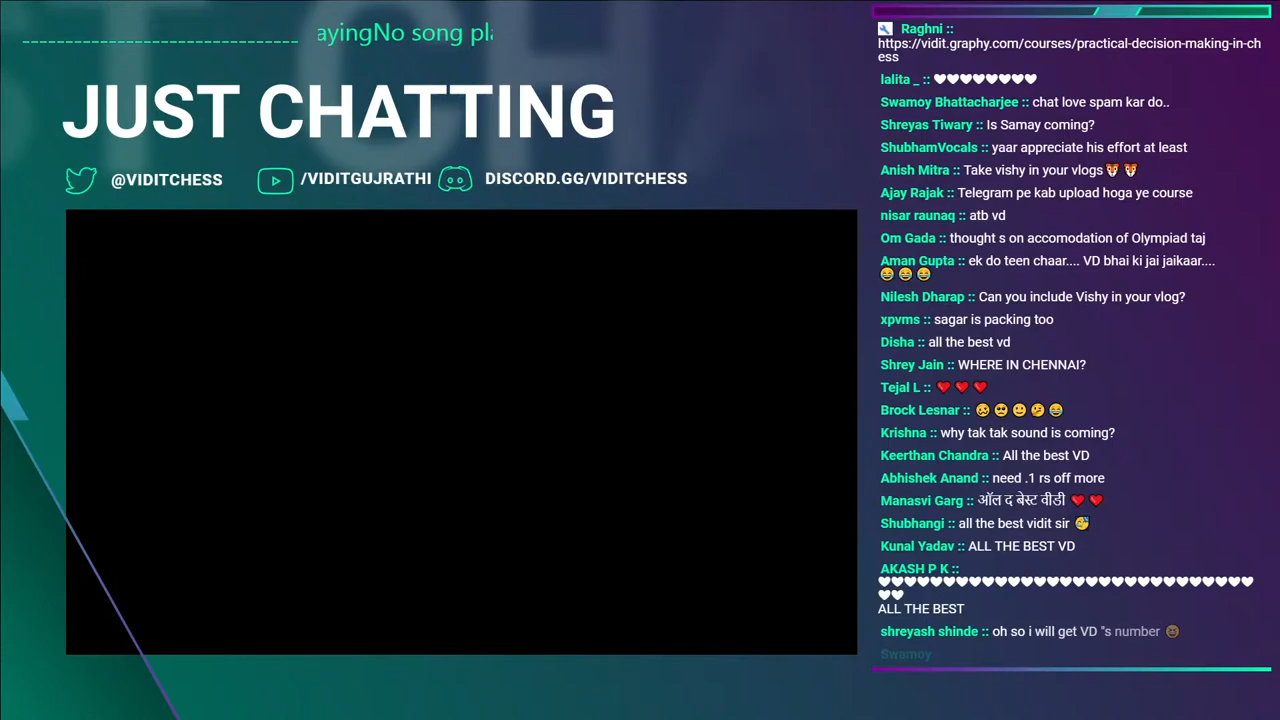 ayingNo song pla
JUST CHATTING
@VIDITCHESS
/VIDITGUJRATHI
DISCORD.GG/VIDITCHESS
Raghni ::
https://vidit.graphy.com/courses/practical-decision-making-in-ch
ess
lalita _ :: 🤍🤍🤍🤍🤍🤍🤍🤍
Swamoy Bhattacharjee :: chat love spam kar do..
Shreyas Tiwary :: Is Samay coming?
ShubhamVocals :: yaar appreciate his effort at least
Anish Mitra :: Take vishy in your vlogs🐯 🐯
Ajay Rajak :: Telegram pe kab upload hoga ye course
nisar raunaq :: atb vd
Om Gada :: thought s on accomodation of Olympiad taj
Aman Gupta :: ek do teen chaar.... VD bhai ki jai jaikaar....
😂 😂 😂
Nilesh Dharap :: Can you include Vishy in your vlog?
xpvms :: sagar is packing too
Disha :: all the best vd
Shrey Jain :: WHERE IN CHENNAI?
Tejal L :: ❤️ ❤️ ❤️
Brock Lesnar ::
Krishna :: why tak tak sound is coming?
Keerthan Chandra :: All the best VD
Abhishek Anand :: need .1 rs off more
Manasvi Garg :: ऑल द बेस्ट वीडी ❤️ ❤️
Shubhangi :: all the best vidit sir
Kunal Yadav :: ALL THE BEST VD
AKASH P K ::
ALL THE BEST
shreyash shinde :: oh so i will get VD "s number
Swamoy